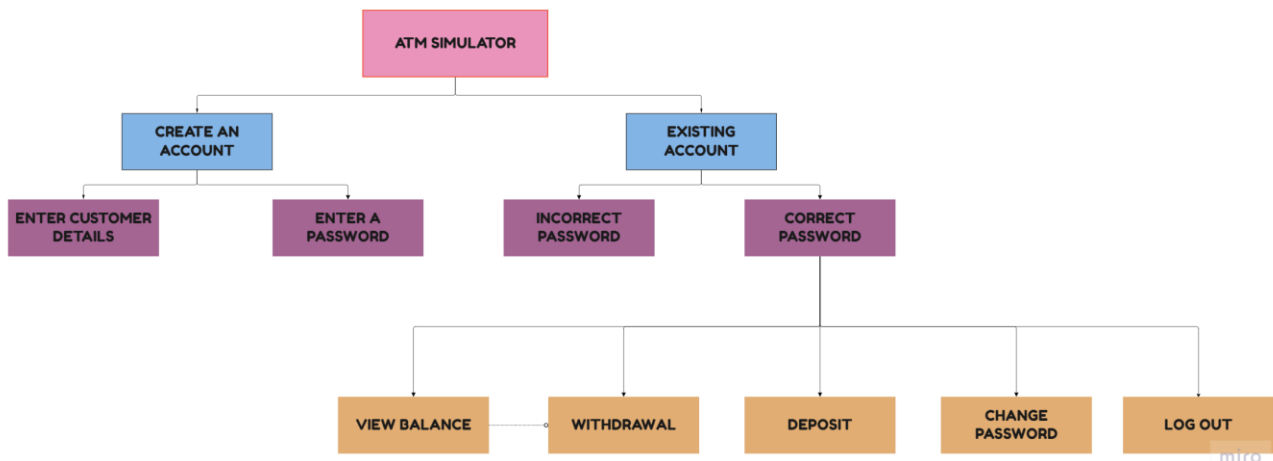 ATM SIMULATOR
CREATE AN
ACCOUNT
EXISTING
ACCOUNT
ENTER CUSTOMER
DETAILS
ENTER A
PASSWORD
INCORRECT
PASSWORD
CORRECT
PASSWORD
VIEW BALANCE
WITHDRAWAL
DEPOSIT
CHANGE
PASSWORD
LOG OUT
miro